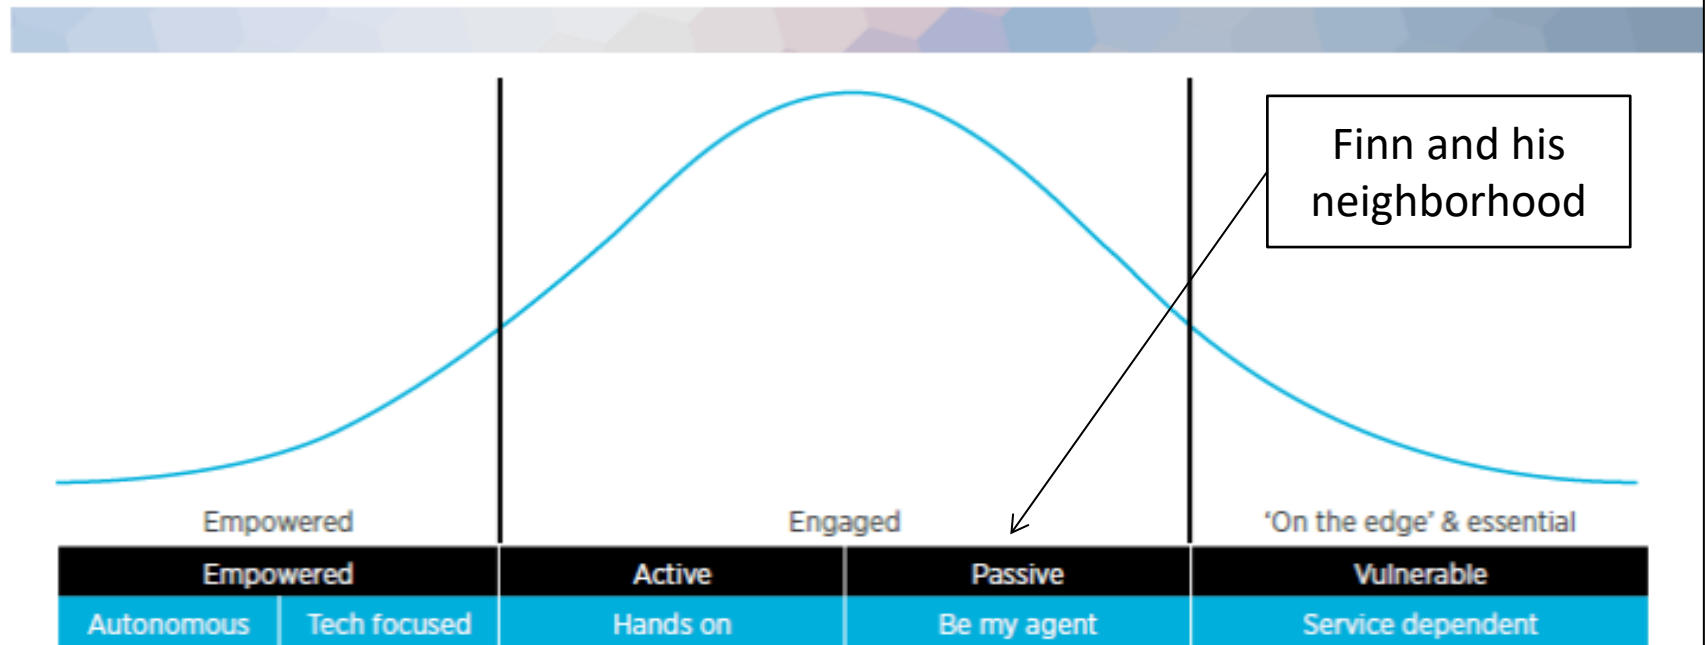 Finn and his
neighborhood
Empowered
Engaged
'On the edge' & essential
Empowered
Active
Passive
Vulnerable
Autonomous
Tech focused
Hands on
Be my agent
Service dependent